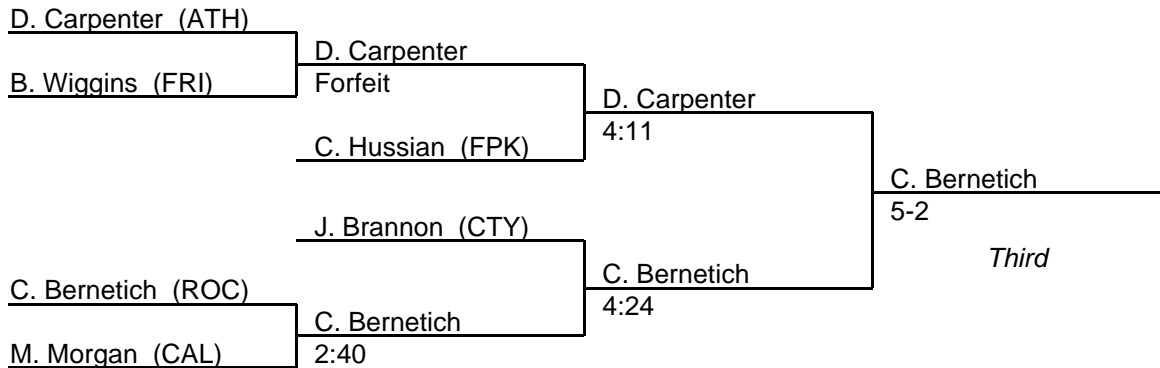 D. Carpenter (ATH)
D. Carpenter
B. Wiggins (FRI)
Forfeit
D. Carpenter
4:11
C. Hussian (FPK)
C. Bernetich
5-2
J. Brannon (CTY)
Third
C. Bernetich
C. Bernetich (ROC)
4:24
C. Bernetich
M. Morgan (CAL)
2:40